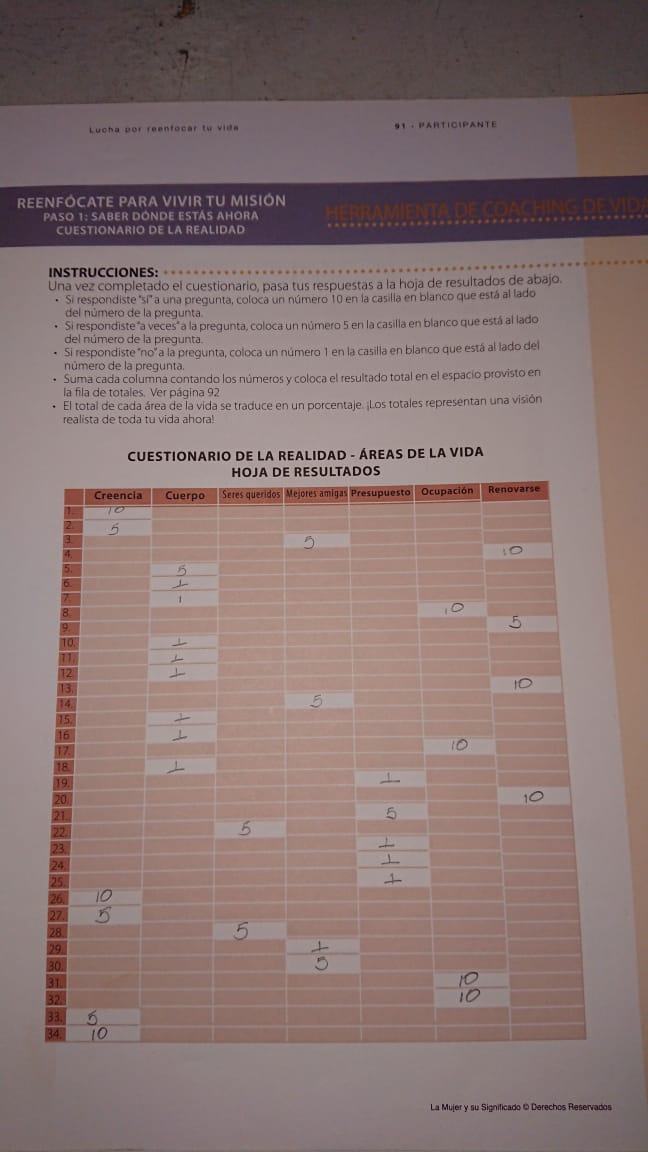 Lucha por reenfocar tu vida
91 - PARTICIPANTE
REENFÓCATE PARA VIVIR TU MISIÓN
PASO 1: SABER DÓNDE ESTÁS AHORA
CUESTIONARIO DE LA REALIDAD
HERRAMIENTA DE COACHING DE VIDA
INSTRUCCIONES:
Una vez completado el cuestionario, pasa tus respuestas a la hoja de resultados de abajo.
• Si respondiste "sí" a una pregunta, coloca un número 10 en la casilla en blanco que está al lado
del número de la pregunta.
• Si respondiste "a veces" a la pregunta, coloca un número 5 en la casilla en blanco que está al lado
del número de la pregunta.
• Si respondiste "no" a la pregunta, coloca un número 1 en la casilla en blanco que está al lado del
número de la pregunta.
• Suma cada columna contando los números y coloca el resultado total en el espacio provisto en
la fila de totales. Ver página 92
• El total de cada área de la vida se traduce en un porcentaje. ¡Los totales representan una visión
realista de toda tu vida ahora!
CUESTIONARIO DE LA REALIDAD - ÁREAS DE LA VIDA
HOJA DE RESULTADOS
Creencia Cuerpo Seres queridos Mejores amigas Presupuesto Ocupación Renovarse
1. 10
2. 5
3. 5
4. 10
5. 5
6. 1
7. 1
8. 10
9. 5
10. 1
11. 1
12. 1
13. 10
14. 5
15. 1
16 1
17. 10
18. 1
19. 1
20. 10
21. 5
22. 5
23. 1
24. 1
25. 1
26. 10
27. 5
28. 5
29. 1
30. 5
31. 10
32. 10
33. 5
34. 10
La Mujer y su Significado © Derechos Reservados